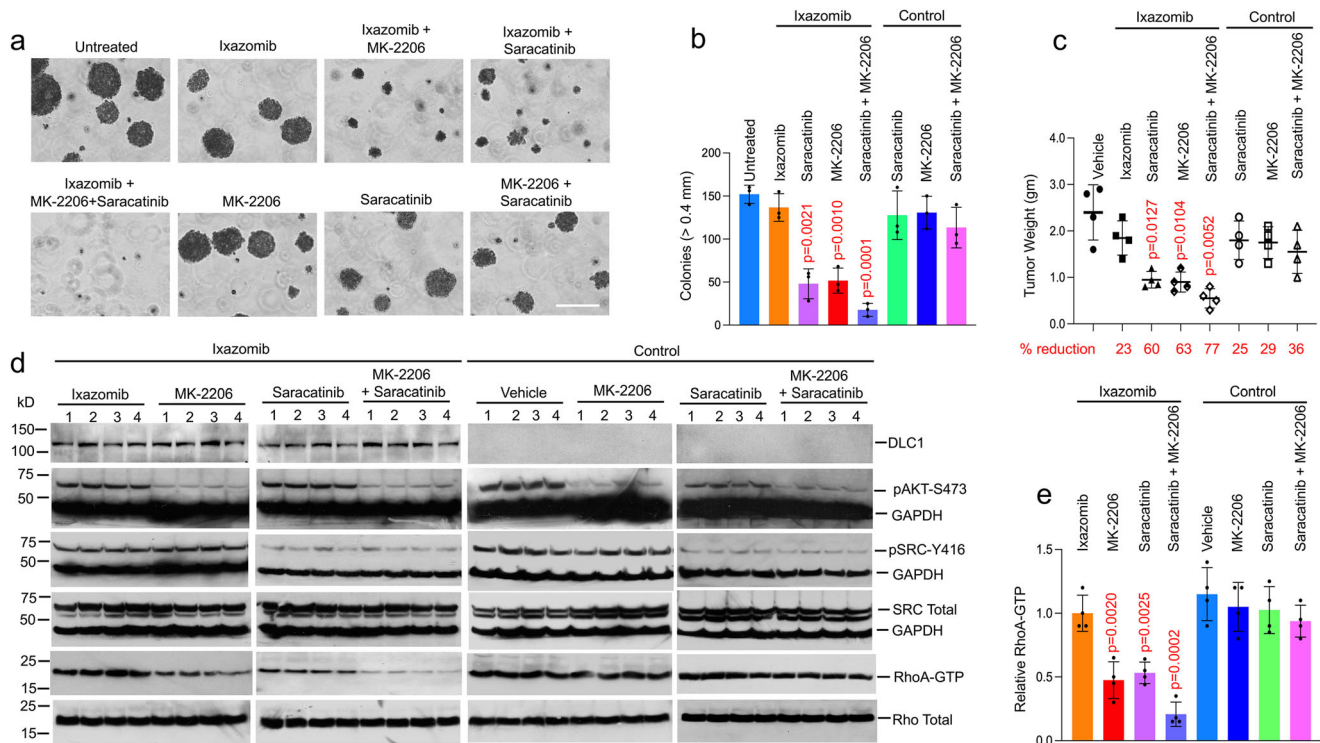 a
Untreated
Ixazomib
Ixazomib +
MK-2206
Ixazomib +
Saracatinib
Ixazomib +
MK-2206+Saracatinib
MK-2206
Saracatinib
MK-2206 +
Saracatinib
b
Ixazomib
Control
Untreated
Ixazomib
Saracatinib
MK-2206
Saracatinib + MK-2206
Saracatinib
MK-2206
Saracatinib + MK-2206
Colonies (> 0.4 mm)
200
150
100
50
0
p=0.0021
p=0.0010
p=0.0001
c
Ixazomib
Control
Vehicle
Ixazomib
Saracatinib
MK-2206
Saracatinib + MK-2206
Saracatinib
MK-2206
Saracatinib + MK-2206
Tumor Weight (gm)
4.0
3.0
2.0
1.0
0.0
p=0.0127
p=0.0104
p=0.0052
% reduction 23 60 63 77 25 29 36
d
Ixazomib
Control
Ixazomib
MK-2206
Saracatinib
MK-2206
+ Saracatinib
Vehicle
MK-2206
Saracatinib
MK-2206
+ Saracatinib
kD
1 2 3 4 1 2 3 4 1 2 3 4 1 2 3 4 1 2 3 4 1 2 3 4 1 2 3 4 1 2 3 4
150
100
DLC1
75
50
pAKT-S473
GAPDH
75
50
pSRC-Y416
GAPDH
75
50
SRC Total
GAPDH
25
15
RhoA-GTP
25
15
Rho Total
e
Ixazomib
Control
Ixazomib
MK-2206
Saracatinib
Saracatinib + MK-2206
Vehicle
MK-2206
Saracatinib
Saracatinib + MK-2206
Relative RhoA-GTP
1.5
1.0
0.5
0.0
p=0.0020
p=0.0025
p=0.0002